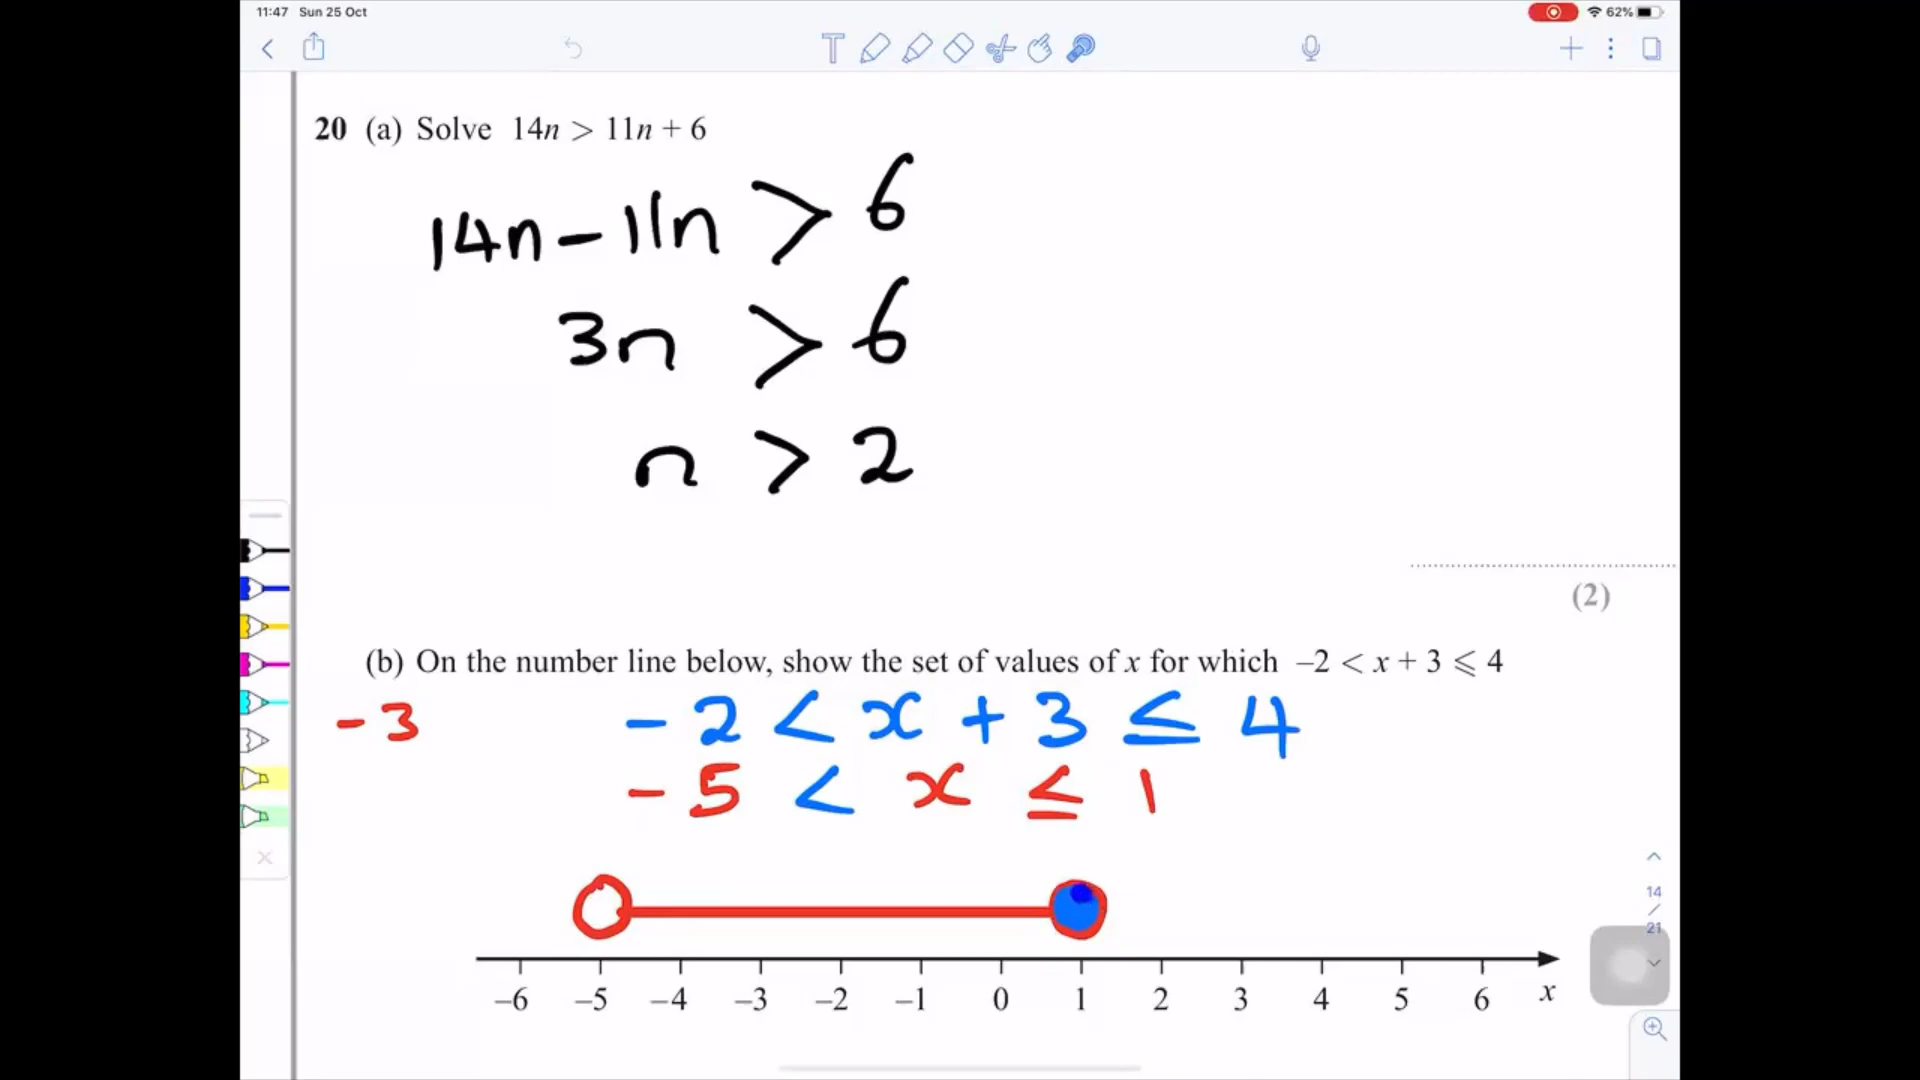 11:47 Sun 25 Oct 62%
T
20 (a) Solve 14n > 11n + 6
14n - 11n > 6
3n > 6
n > 2
(2)
(b) On the number line below, show the set of values of x for which –2 < x + 3 ⩽ 4
-3 -2 < x + 3 ≤ 4
-5 < x ≤ 1
14
/
21
–6 –5 –4 –3 –2 –1 0 1 2 3 4 5 6 x